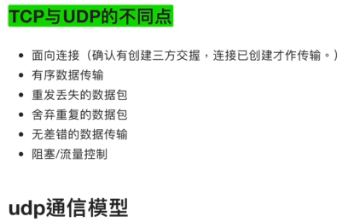 TCP与UDP的不同点
面向连接（确认有创建三方交握，连接已创建才作传输。）
有序数据传输
重发丢失的数据包
舍弃重复的数据包
无差错的数据传输
阻塞/流量控制
udp通信模型